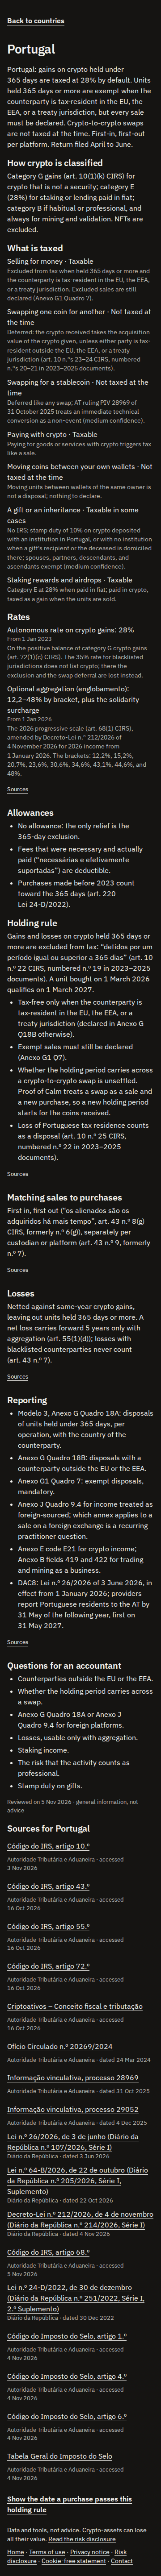 Back to countries
Portugal
Portugal: gains on crypto held under
365 days are taxed at 28% by default. Units
held 365 days or more are exempt when the
counterparty is tax-resident in the EU, the
EEA, or a treaty jurisdiction, but every sale
must be declared. Crypto-to-crypto swaps
are not taxed at the time. First-in, first-out
per platform. Return filed April to June.
How crypto is classified
Category G gains (art. 10(1)(k) CIRS) for
crypto that is not a security; category E
(28%) for staking or lending paid in fiat;
category B if habitual or professional, and
always for mining and validation. NFTs are
excluded.
What is taxed
Selling for money · Taxable
Excluded from tax when held 365 days or more and
the counterparty is tax-resident in the EU, the EEA,
or a treaty jurisdiction. Excluded sales are still
declared (Anexo G1 Quadro 7).
Swapping one coin for another · Not taxed at
the time
Deferred: the crypto received takes the acquisition
value of the crypto given, unless either party is tax-
resident outside the EU, the EEA, or a treaty
jurisdiction (art. 10 n.ºs 23–24 CIRS, numbered
n.ºs 20–21 in 2023–2025 documents).
Swapping for a stablecoin · Not taxed at the
time
Deferred like any swap; AT ruling PIV 28969 of
31 October 2025 treats an immediate technical
conversion as a non-event (medium confidence).
Paying with crypto · Taxable
Paying for goods or services with crypto triggers tax
like a sale.
Moving coins between your own wallets · Not
taxed at the time
Moving units between wallets of the same owner is
not a disposal; nothing to declare.
A gift or an inheritance · Taxable in some
cases
No IRS; stamp duty of 10% on crypto deposited
with an institution in Portugal, or with no institution
when a gift's recipient or the deceased is domiciled
there; spouses, partners, descendants, and
ascendants exempt (medium confidence).
Staking rewards and airdrops · Taxable
Category E at 28% when paid in fiat; paid in crypto,
taxed as a gain when the units are sold.
Rates
Autonomous rate on crypto gains: 28%
From 1 Jan 2023
On the positive balance of category G crypto gains
(art. 72(1)(c) CIRS). The 35% rate for blacklisted
jurisdictions does not list crypto; there the
exclusion and the swap deferral are lost instead.
Optional aggregation (englobamento):
12,2–48% by bracket, plus the solidarity
surcharge
From 1 Jan 2026
The 2026 progressive scale (art. 68(1) CIRS),
amended by Decreto-Lei n.º 212/2026 of
4 November 2026 for 2026 income from
1 January 2026. The brackets: 12,2%, 15,2%,
20,7%, 23,6%, 30,6%, 34,6%, 43,1%, 44,6%, and
48%.
Sources
Allowances
No allowance: the only relief is the
365-day exclusion.
Fees that were necessary and actually
paid (“necessárias e efetivamente
suportadas”) are deductible.
Purchases made before 2023 count
toward the 365 days (art. 220
Lei 24-D/2022).
Holding rule
Gains and losses on crypto held 365 days or
more are excluded from tax: “detidos por um
período igual ou superior a 365 dias” (art. 10
n.º 22 CIRS, numbered n.º 19 in 2023–2025
documents). A unit bought on 1 March 2026
qualifies on 1 March 2027.
Tax-free only when the counterparty is
tax-resident in the EU, the EEA, or a
treaty jurisdiction (declared in Anexo G
Q18B otherwise).
Exempt sales must still be declared
(Anexo G1 Q7).
Whether the holding period carries across
a crypto-to-crypto swap is unsettled.
Proof of Calm treats a swap as a sale and
a new purchase, so a new holding period
starts for the coins received.
Loss of Portuguese tax residence counts
as a disposal (art. 10 n.º 25 CIRS,
numbered n.º 22 in 2023–2025
documents).
Sources
Matching sales to purchases
First in, first out (“os alienados são os
adquiridos há mais tempo”, art. 43 n.º 8(g)
CIRS, formerly n.º 6(g)), separately per
custodian or platform (art. 43 n.º 9, formerly
n.º 7).
Sources
Losses
Netted against same-year crypto gains,
leaving out units held 365 days or more. A
net loss carries forward 5 years only with
aggregation (art. 55(1)(d)); losses with
blacklisted counterparties never count
(art. 43 n.º 7).
Sources
Reporting
Modelo 3, Anexo G Quadro 18A: disposals
of units held under 365 days, per
operation, with the country of the
counterparty.
Anexo G Quadro 18B: disposals with a
counterparty outside the EU or the EEA.
Anexo G1 Quadro 7: exempt disposals,
mandatory.
Anexo J Quadro 9.4 for income treated as
foreign-sourced; which annex applies to a
sale on a foreign exchange is a recurring
practitioner question.
Anexo E code E21 for crypto income;
Anexo B fields 419 and 422 for trading
and mining as a business.
DAC8: Lei n.º 26/2026 of 3 June 2026, in
effect from 1 January 2026; providers
report Portuguese residents to the AT by
31 May of the following year, first on
31 May 2027.
Sources
Questions for an accountant
Counterparties outside the EU or the EEA.
Whether the holding period carries across
a swap.
Anexo G Quadro 18A or Anexo J
Quadro 9.4 for foreign platforms.
Losses, usable only with aggregation.
Staking income.
The risk that the activity counts as
professional.
Stamp duty on gifts.
Reviewed on 5 Nov 2026 · general information, not
advice
Sources for Portugal
Código do IRS, artigo 10.º
Autoridade Tributária e Aduaneira · accessed
3 Nov 2026
Código do IRS, artigo 43.º
Autoridade Tributária e Aduaneira · accessed
16 Oct 2026
Código do IRS, artigo 55.º
Autoridade Tributária e Aduaneira · accessed
16 Oct 2026
Código do IRS, artigo 72.º
Autoridade Tributária e Aduaneira · accessed
16 Oct 2026
Criptoativos – Conceito fiscal e tributação
Autoridade Tributária e Aduaneira · accessed
16 Oct 2026
Ofício Circulado n.º 20269/2024
Autoridade Tributária e Aduaneira · dated 24 Mar 2024
Informação vinculativa, processo 28969
Autoridade Tributária e Aduaneira · dated 31 Oct 2025
Informação vinculativa, processo 29052
Autoridade Tributária e Aduaneira · dated 4 Dec 2025
Lei n.º 26/2026, de 3 de junho (Diário da
República n.º 107/2026, Série I)
Diário da República · dated 3 Jun 2026
Lei n.º 64-B/2026, de 22 de outubro (Diário
da República n.º 205/2026, Série I,
Suplemento)
Diário da República · dated 22 Oct 2026
Decreto-Lei n.º 212/2026, de 4 de novembro
(Diário da República n.º 214/2026, Série I)
Diário da República · dated 4 Nov 2026
Código do IRS, artigo 68.º
Autoridade Tributária e Aduaneira · accessed
5 Nov 2026
Lei n.º 24-D/2022, de 30 de dezembro
(Diário da República n.º 251/2022, Série I,
2.º Suplemento)
Diário da República · dated 30 Dec 2022
Código do Imposto do Selo, artigo 1.º
Autoridade Tributária e Aduaneira · accessed
4 Nov 2026
Código do Imposto do Selo, artigo 4.º
Autoridade Tributária e Aduaneira · accessed
4 Nov 2026
Código do Imposto do Selo, artigo 6.º
Autoridade Tributária e Aduaneira · accessed
4 Nov 2026
Tabela Geral do Imposto do Selo
Autoridade Tributária e Aduaneira · accessed
4 Nov 2026
Show the date a purchase passes this
holding rule
Data and tools, not advice. Crypto-assets can lose
all their value. Read the risk disclosure
Home · Terms of use · Privacy notice · Risk
disclosure · Cookie-free statement · Contact